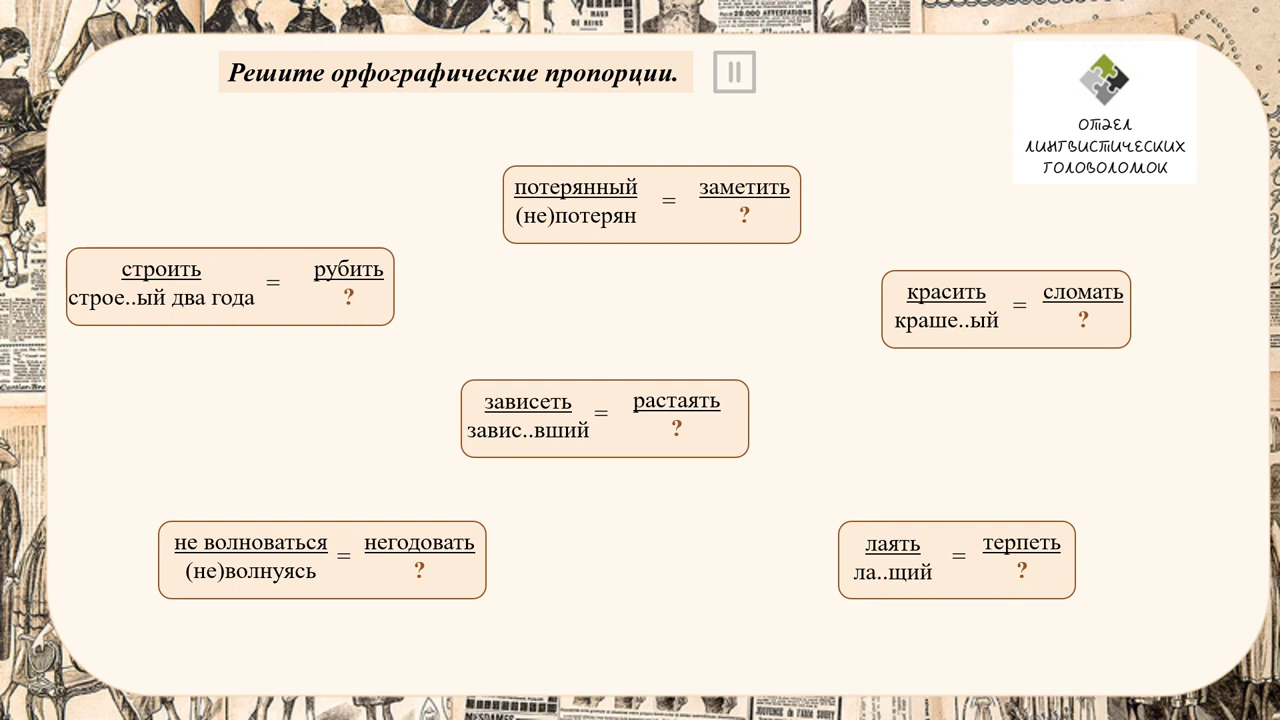 Решите орфографические пропорции.
ОТДЕЛ
ЛИНГВИСТИЧЕСКИХ
ГОЛОВОЛОМОК
потерянный = заметить
(не)потерян ?
строить = рубить
строе..ый два года ?
красить = сломать
краше..ый ?
зависеть = растаять
завис..вший ?
не волноваться = негодовать
(не)волнуясь ?
лаять = терпеть
ла..щий ?